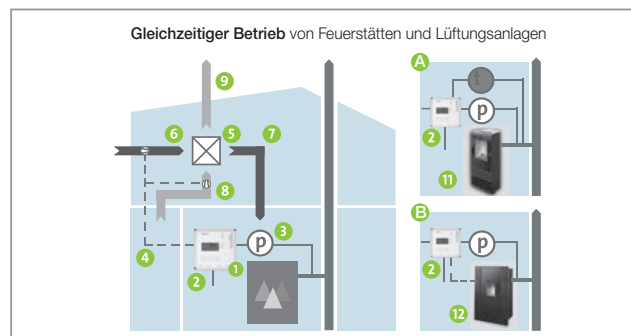 Gleichzeitiger Betrieb von Feuerstätten und Lüftungsanlagen
9
A
t
6
5
7
p
2
8
11
3
B
p
p
4
1
2
2
12